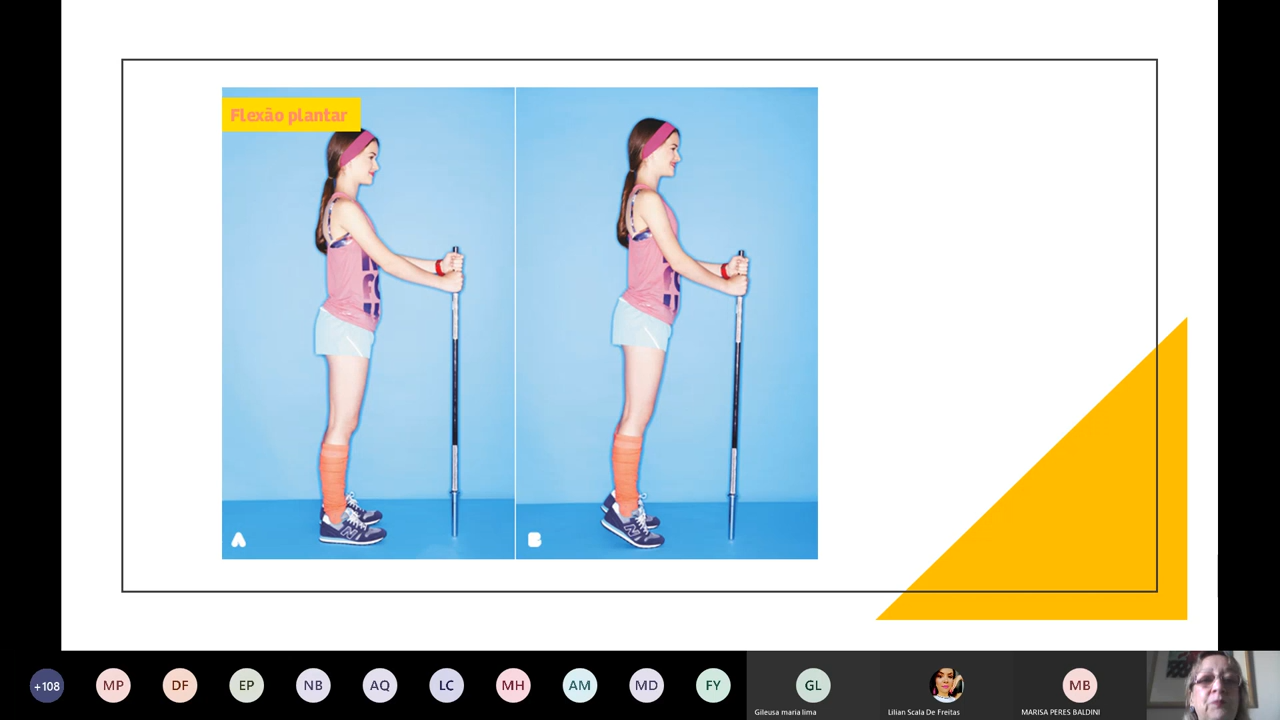 Flexão plantar
A
B
+108
MP
DF
EP
NB
AQ
LC
MH
AM
MD
FY
GL
MB
Gileusa maria lima
Lilian Scala De Freitas
MARISA PERES BALDINI